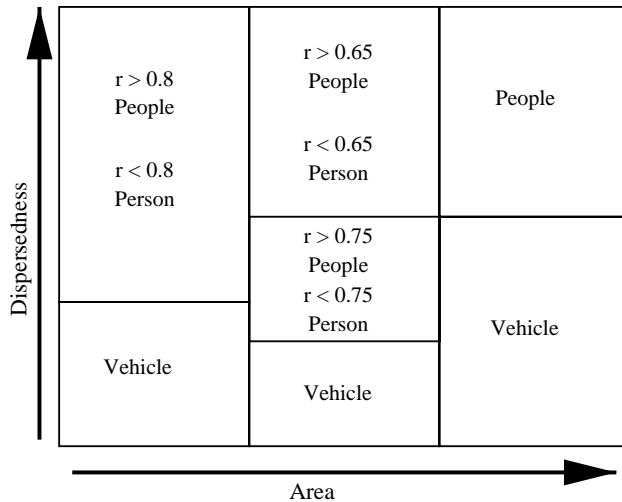 Dispersedness
r > 0.8
People
r < 0.8
Person
Vehicle
r > 0.65
People
r < 0.65
Person
r > 0.75
People
r < 0.75
Person
Vehicle
People
Vehicle
Area